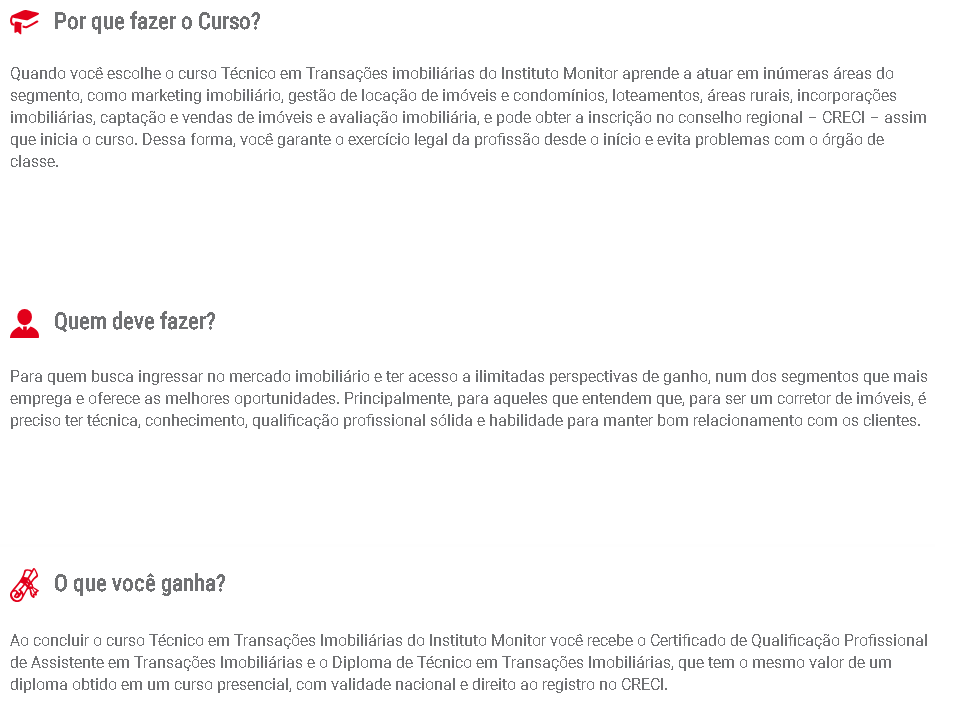 Por que fazer o Curso?
Quando você escolhe o curso Técnico em Transações imobiliárias do Instituto Monitor aprende a atuar em inúmeras áreas do
segmento, como marketing imobiliário, gestão de locação de imóveis e condomínios, loteamentos, áreas rurais, incorporações
imobiliárias, captação e vendas de imóveis e avaliação imobiliária, e pode obter a inscrição no conselho regional – CRECI – assim
que inicia o curso. Dessa forma, você garante o exercício legal da profissão desde o início e evita problemas com o órgão de
classe.
Quem deve fazer?
Para quem busca ingressar no mercado imobiliário e ter acesso a ilimitadas perspectivas de ganho, num dos segmentos que mais
emprega e oferece as melhores oportunidades. Principalmente, para aqueles que entendem que, para ser um corretor de imóveis, é
preciso ter técnica, conhecimento, qualificação profissional sólida e habilidade para manter bom relacionamento com os clientes.
O que você ganha?
Ao concluir o curso Técnico em Transações Imobiliárias do Instituto Monitor você recebe o Certificado de Qualificação Profissional
de Assistente em Transações Imobiliárias e o Diploma de Técnico em Transações Imobiliárias, que tem o mesmo valor de um
diploma obtido em um curso presencial, com validade nacional e direito ao registro no CRECI.